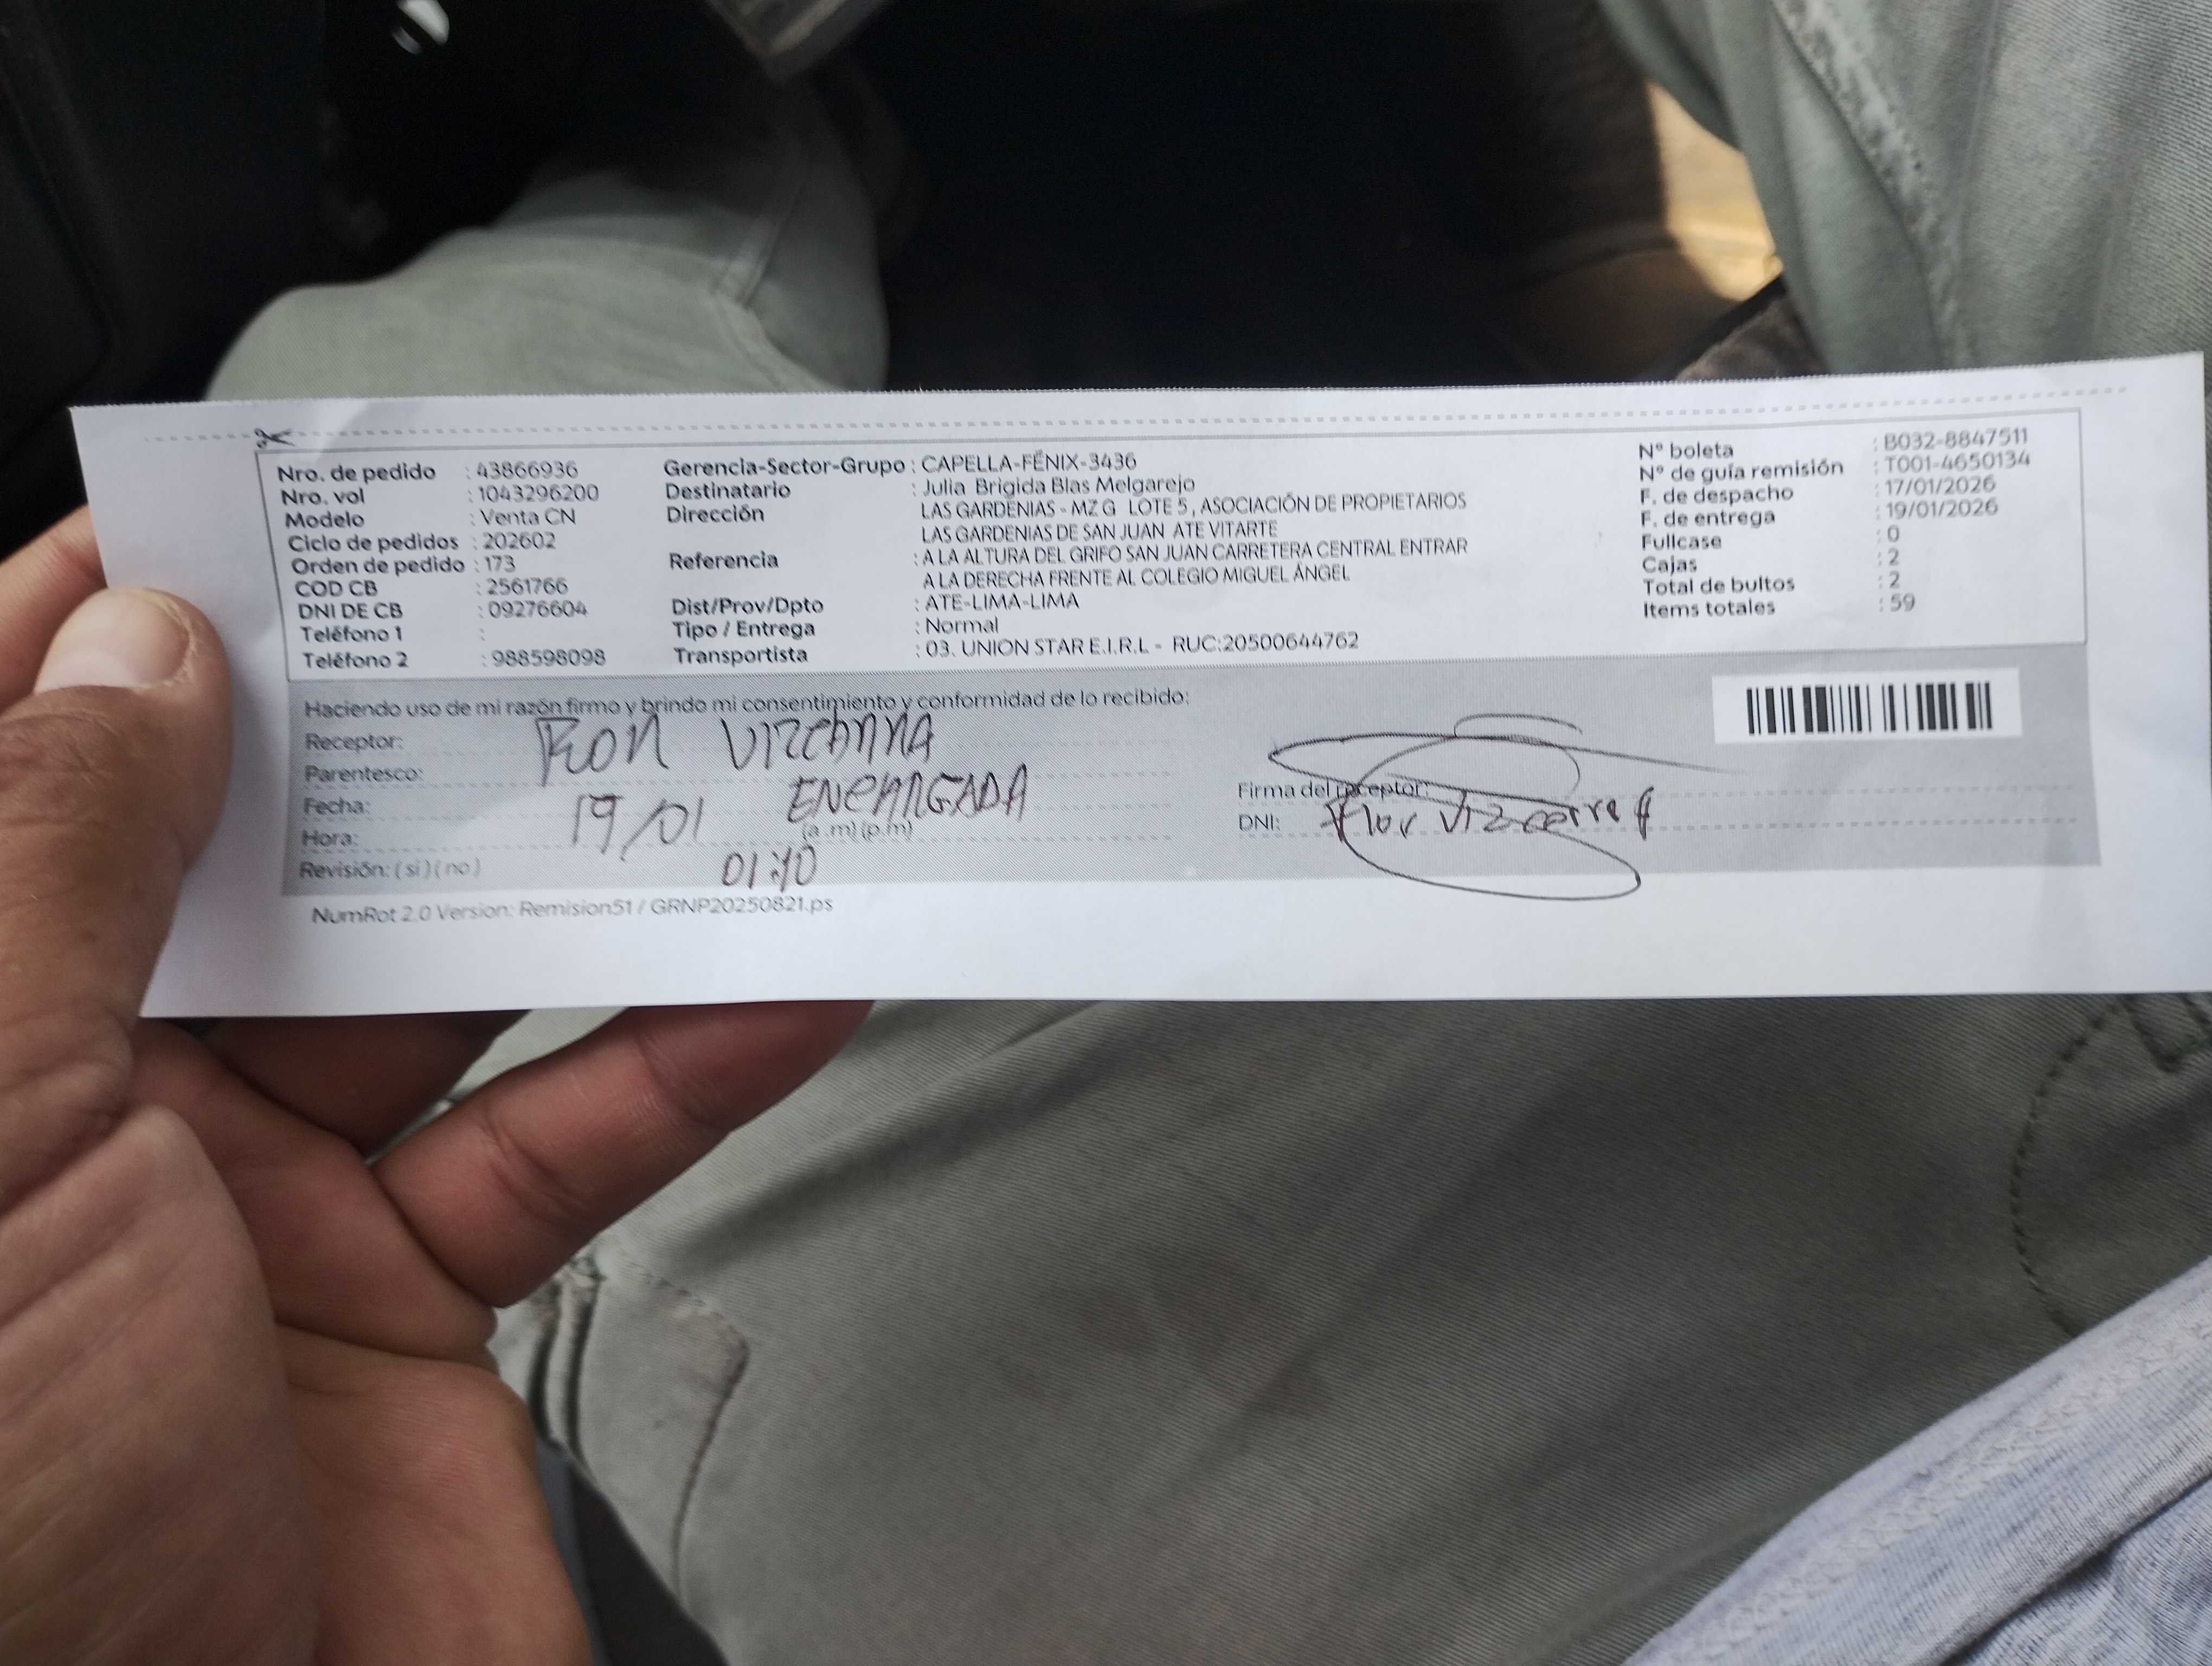 Nro. de pedido : 43866936
Nro. vol : 1043296200
Modelo : Venta CN
Ciclo de pedidos : 202602
Orden de pedido : 173
COD CB : 2561766
DNI DE CB : 09276604
Teléfono 1 :
Teléfono 2 : 988598098
Gerencia-Sector-Grupo : CAPELLA-FÉNIX-3436
Destinatario : Julia Brigida Blas Melgarejo
Dirección LAS GARDENIAS - MZ G LOTE 5 , ASOCIACIÓN DE PROPIETARIOS
LAS GARDENIAS DE SAN JUAN ATE VITARTE
Referencia : A LA ALTURA DEL GRIFO SAN JUAN CARRETERA CENTRAL ENTRAR
A LA DERECHA FRENTE AL COLEGIO MIGUEL ÁNGEL
Dist/Prov/Dpto : ATE-LIMA-LIMA
Tipo / Entrega : Normal
Transportista : 03. UNION STAR E.I.R.L - RUC:20500644762
N° boleta : B032-8847511
N° de guía remisión : T001-4650134
F. de despacho : 17/01/2026
F. de entrega : 19/01/2026
Fullcase : 0
Cajas : 2
Total de bultos : 2
Items totales : 59
Haciendo uso de mi razón firmo y brindo mi consentimiento y conformidad de lo recibido:
Receptor:
Parentesco: ENCARGADA
Fecha: 19/01
Hora: (a .m) (p.m)
01:10
Revisión: ( si ) ( no )
Firma del receptor:
DNI: Flor
NumRot 2.0 Version: Remision51 / GRNP20250821.ps